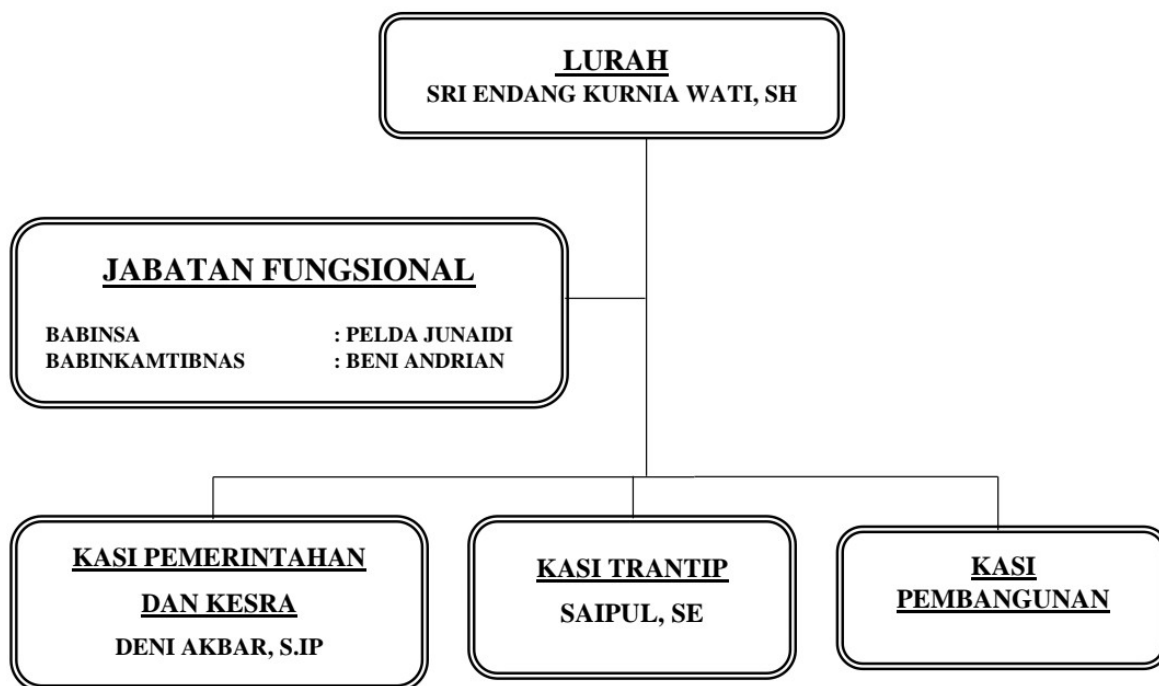 LURAH
SRI ENDANG KURNIA WATI, SH
JABATAN FUNGSIONAL
BABINSA : PELDA JUNAIDI
BABINKAMTIBNAS : BENI ANDRIAN
KASI PEMERINTAHAN
DAN KESRA
DENI AKBAR, S.IP
KASI TRANTIP
SAIPUL, SE
KASI
PEMBANGUNAN